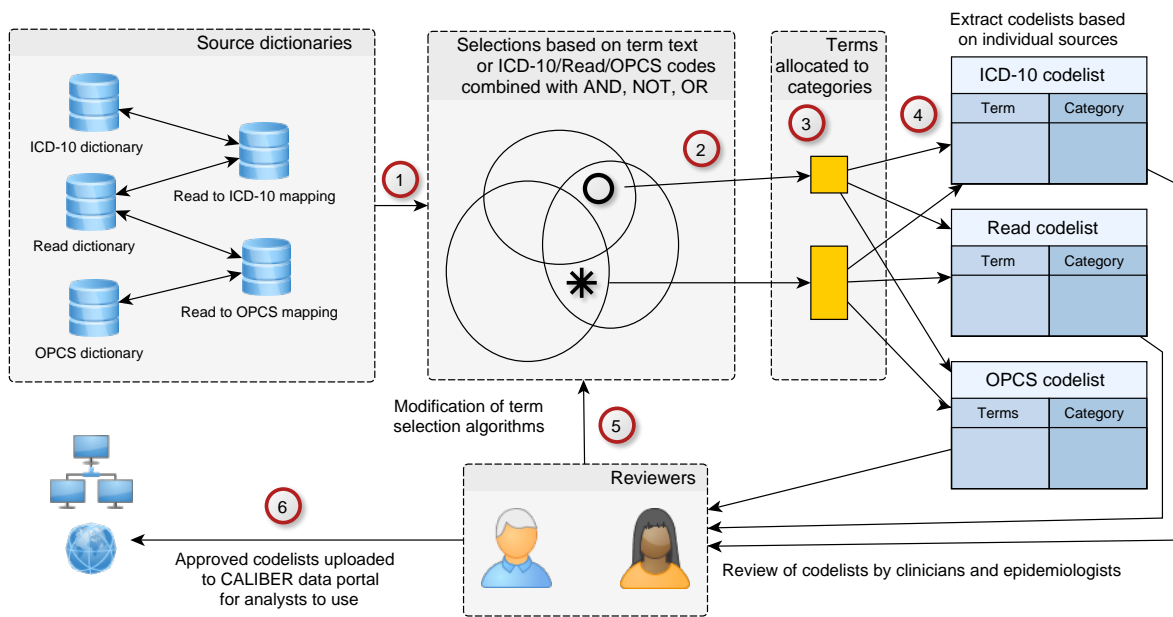 Source dictionaries
ICD-10 dictionary
Read to ICD-10 mapping
Read dictionary
Read to OPCS mapping
OPCS dictionary
1
Selections based on term text
or ICD-10/Read/OPCS codes
combined with AND, NOT, OR
2
Terms
allocated to
categories
3
4
Extract codelists based
on individual sources
ICD-10 codelist
Term Category
Read codelist
Term Category
OPCS codelist
Terms Category
Modification of term
selection algorithms
5
Reviewers
Review of codelists by clinicians and epidemiologists
6
Approved codelists uploaded
to CALIBER data portal
for analysts to use